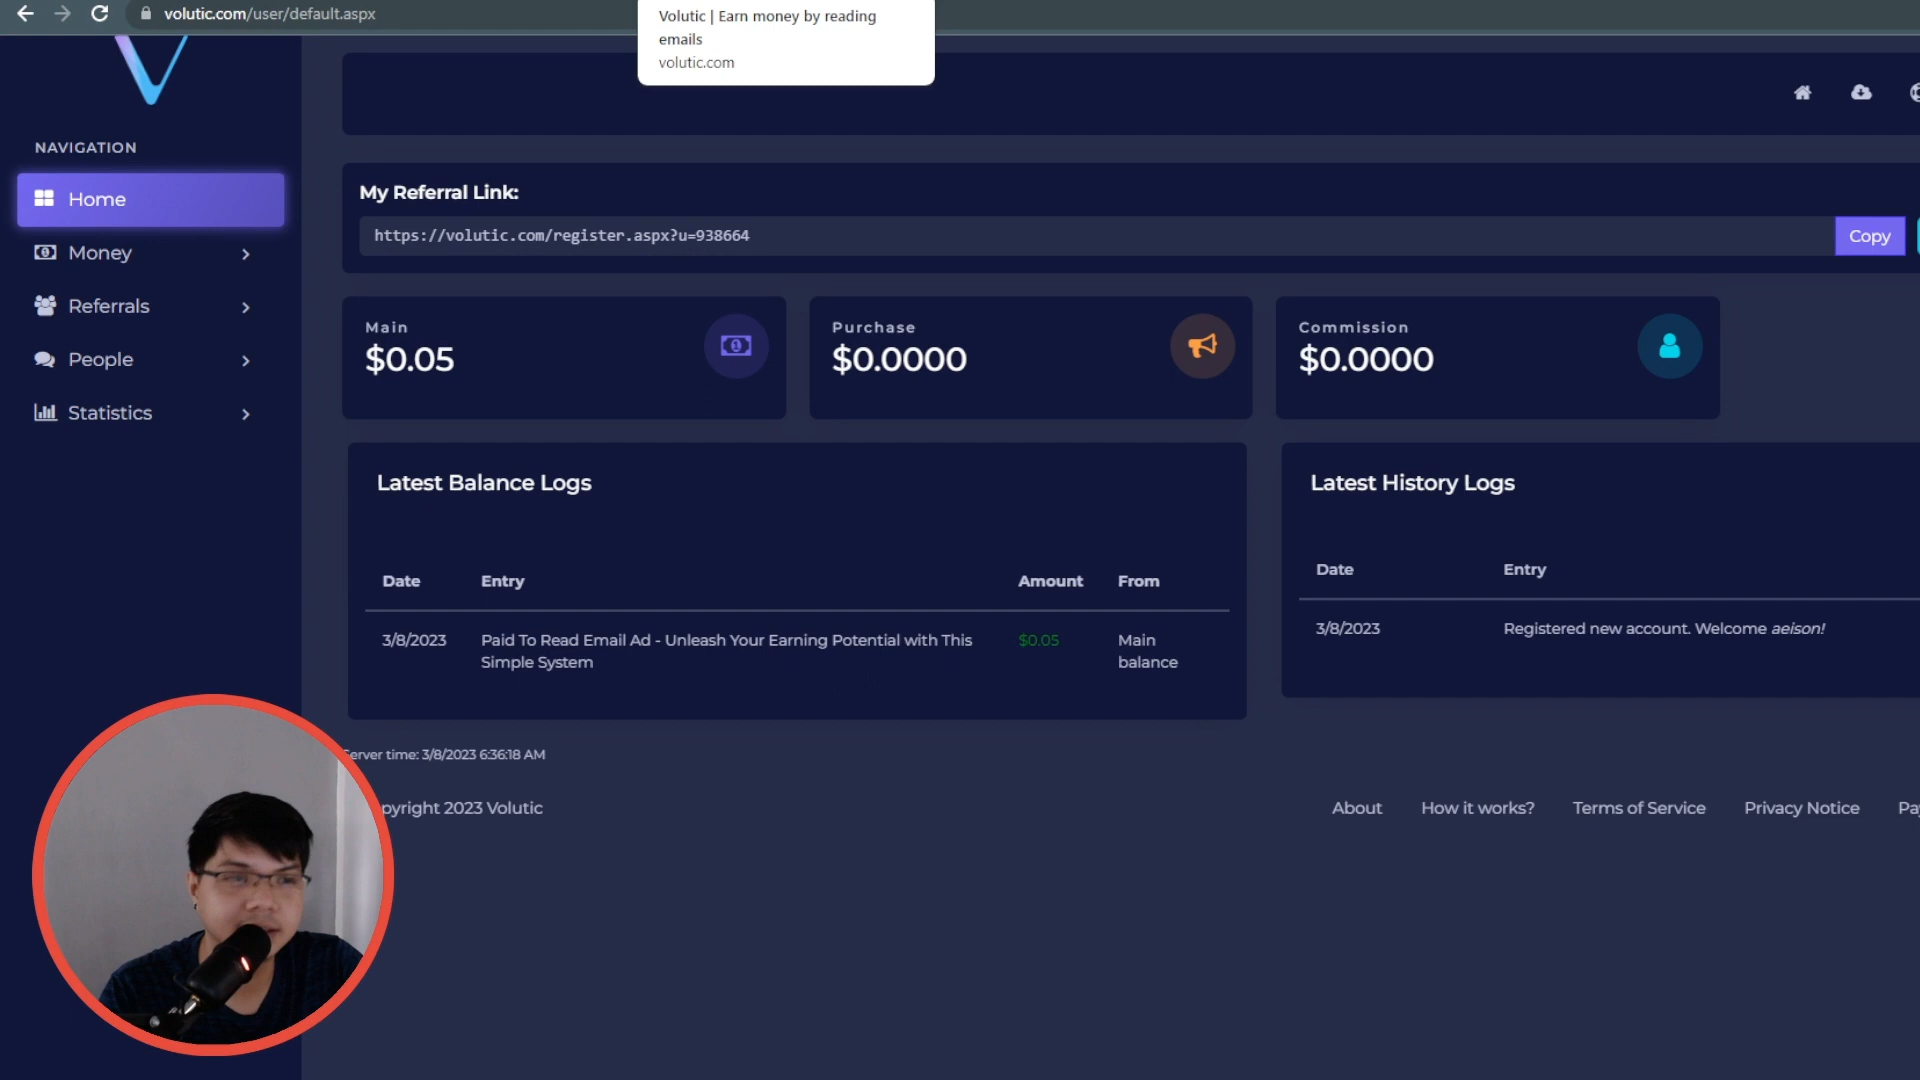 volutic.com/user/default.aspx
Volutic | Earn money by reading
emails
volutic.com
NAVIGATION
Home
Money
Referrals
People
Statistics
My Referral Link:
https://volutic.com/register.aspx?u=938664
Copy
Main
$0.05
Purchase
$0.0000
Commission
$0.0000
Latest Balance Logs
Date Entry Amount From
3/8/2023 Paid To Read Email Ad - Unleash Your Earning Potential with This $0.05 Main
Simple System balance
Latest History Logs
Date Entry
3/8/2023 Registered new account. Welcome aeison!
Server time: 3/8/2023 6:36:18 AM
pyright 2023 Volutic
About How it works? Terms of Service Privacy Notice